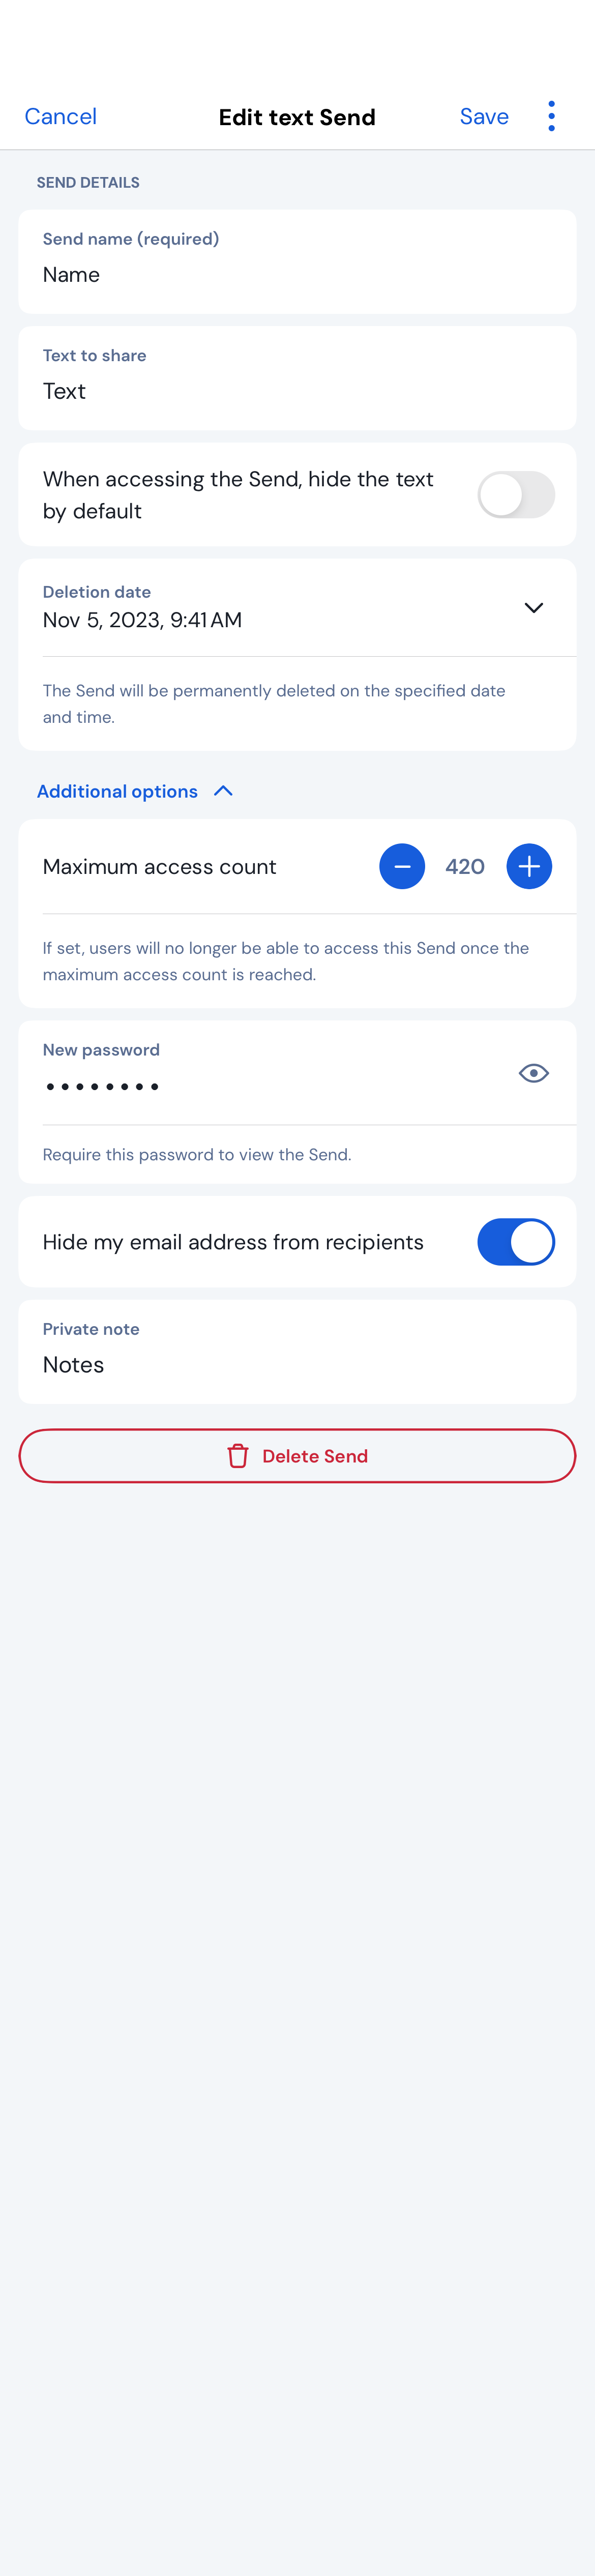 Cancel
Edit text Send
Save
SEND DETAILS
Send name (required)
Name
Text to share
Text
When accessing the Send, hide the text
by default
Deletion date
Nov 5, 2023, 9:41 AM
The Send will be permanently deleted on the specified date
and time.
Additional options
Maximum access count
420
If set, users will no longer be able to access this Send once the
maximum access count is reached.
New password
••••••••
Require this password to view the Send.
Hide my email address from recipients
Private note
Notes
Delete Send